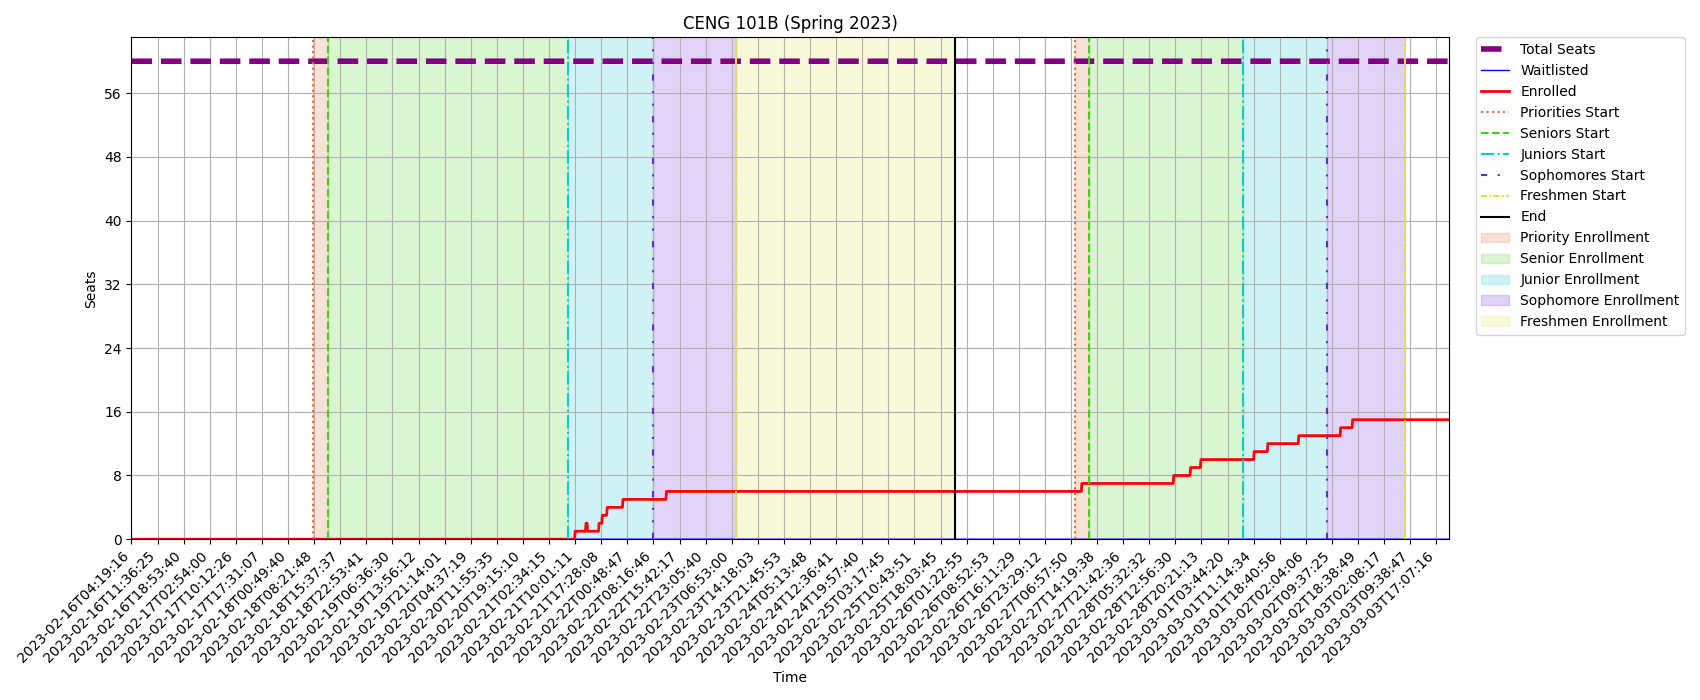 CENG 101B (Spring 2023)
Seats
56
48
40
32
24
16
8
0
2023-02-16T04:19:16
2023-02-16T11:36:25
2023-02-16T18:53:40
2023-02-17T02:54:00
2023-02-17T10:12:26
2023-02-17T17:31:07
2023-02-18T00:49:40
2023-02-18T08:21:48
2023-02-18T15:37:37
2023-02-18T22:53:41
2023-02-19T06:36:30
2023-02-19T13:56:12
2023-02-19T21:14:01
2023-02-20T04:37:19
2023-02-20T11:55:35
2023-02-20T19:15:10
2023-02-21T02:34:15
2023-02-21T10:01:11
2023-02-21T17:28:08
2023-02-22T00:48:47
2023-02-22T08:16:46
2023-02-22T15:42:17
2023-02-22T23:05:40
2023-02-23T06:53:00
2023-02-23T14:18:03
2023-02-23T21:45:53
2023-02-24T05:13:48
2023-02-24T12:36:41
2023-02-24T19:57:40
2023-02-25T03:17:45
2023-02-25T10:43:51
2023-02-25T18:03:45
2023-02-26T01:22:55
2023-02-26T08:52:53
2023-02-26T16:11:29
2023-02-26T23:29:12
2023-02-27T06:57:50
2023-02-27T14:19:38
2023-02-27T21:42:36
2023-02-28T05:32:32
2023-02-28T12:56:30
2023-02-28T20:21:13
2023-03-01T03:44:20
2023-03-01T11:14:34
2023-03-01T18:40:56
2023-03-02T02:04:06
2023-03-02T09:37:25
2023-03-02T18:38:49
2023-03-03T02:08:17
2023-03-03T09:38:47
2023-03-03T17:07:16
Time
Total Seats
Waitlisted
Enrolled
Priorities Start
Seniors Start
Juniors Start
Sophomores Start
Freshmen Start
End
Priority Enrollment
Senior Enrollment
Junior Enrollment
Sophomore Enrollment
Freshmen Enrollment